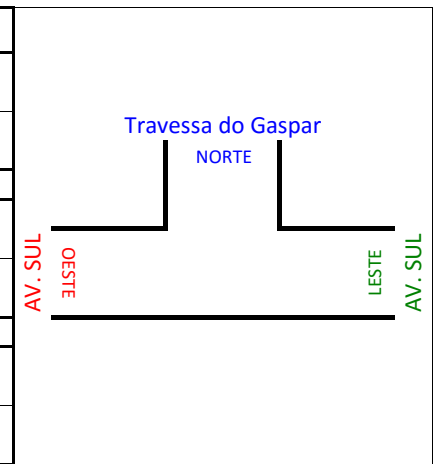 Travessa do Gaspar
NORTE
AV. SUL
OESTE
LESTE
AV. SUL